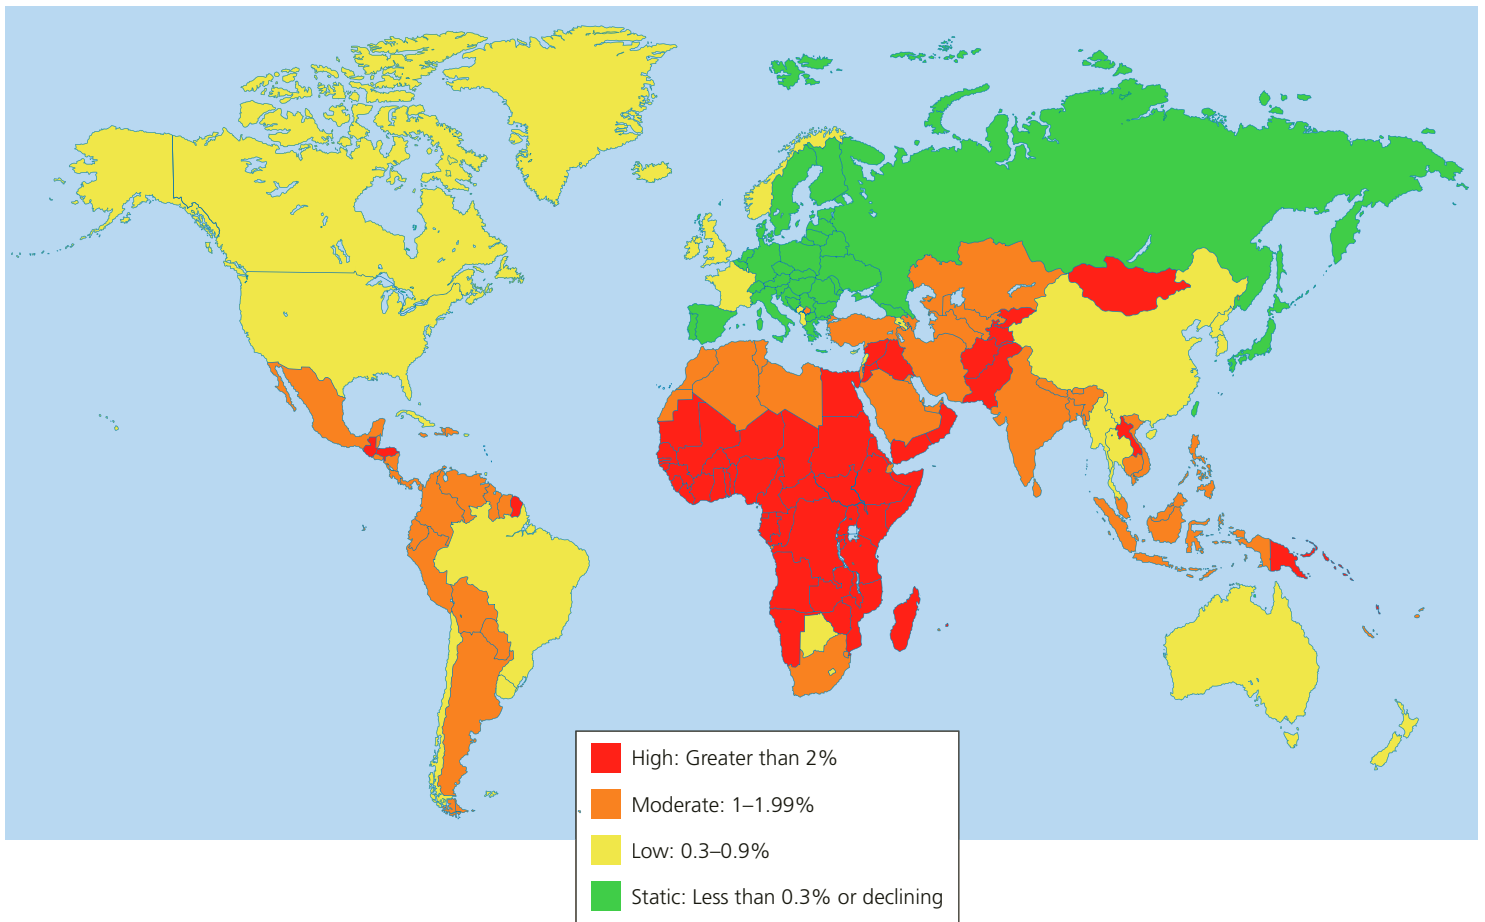 High: Greater than 2%
Moderate: 1–1.99%
Low: 0.3–0.9%
Static: Less than 0.3% or declining